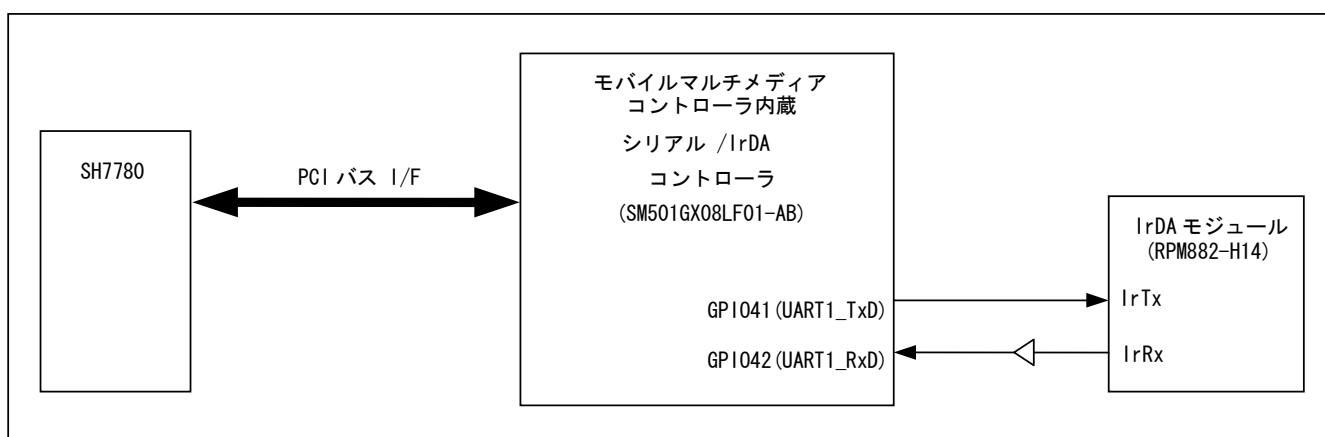 SH7780
PCI バス I/F
モバイルマルチメディア
コントローラ内蔵
シリアル /IrDA
コントローラ
(SM501GX08LF01-AB)
GPIO41(UART1_TxD)
GPIO42(UART1_RxD)
IrDA モジュール
(RPM882-H14)
IrTx
IrRx